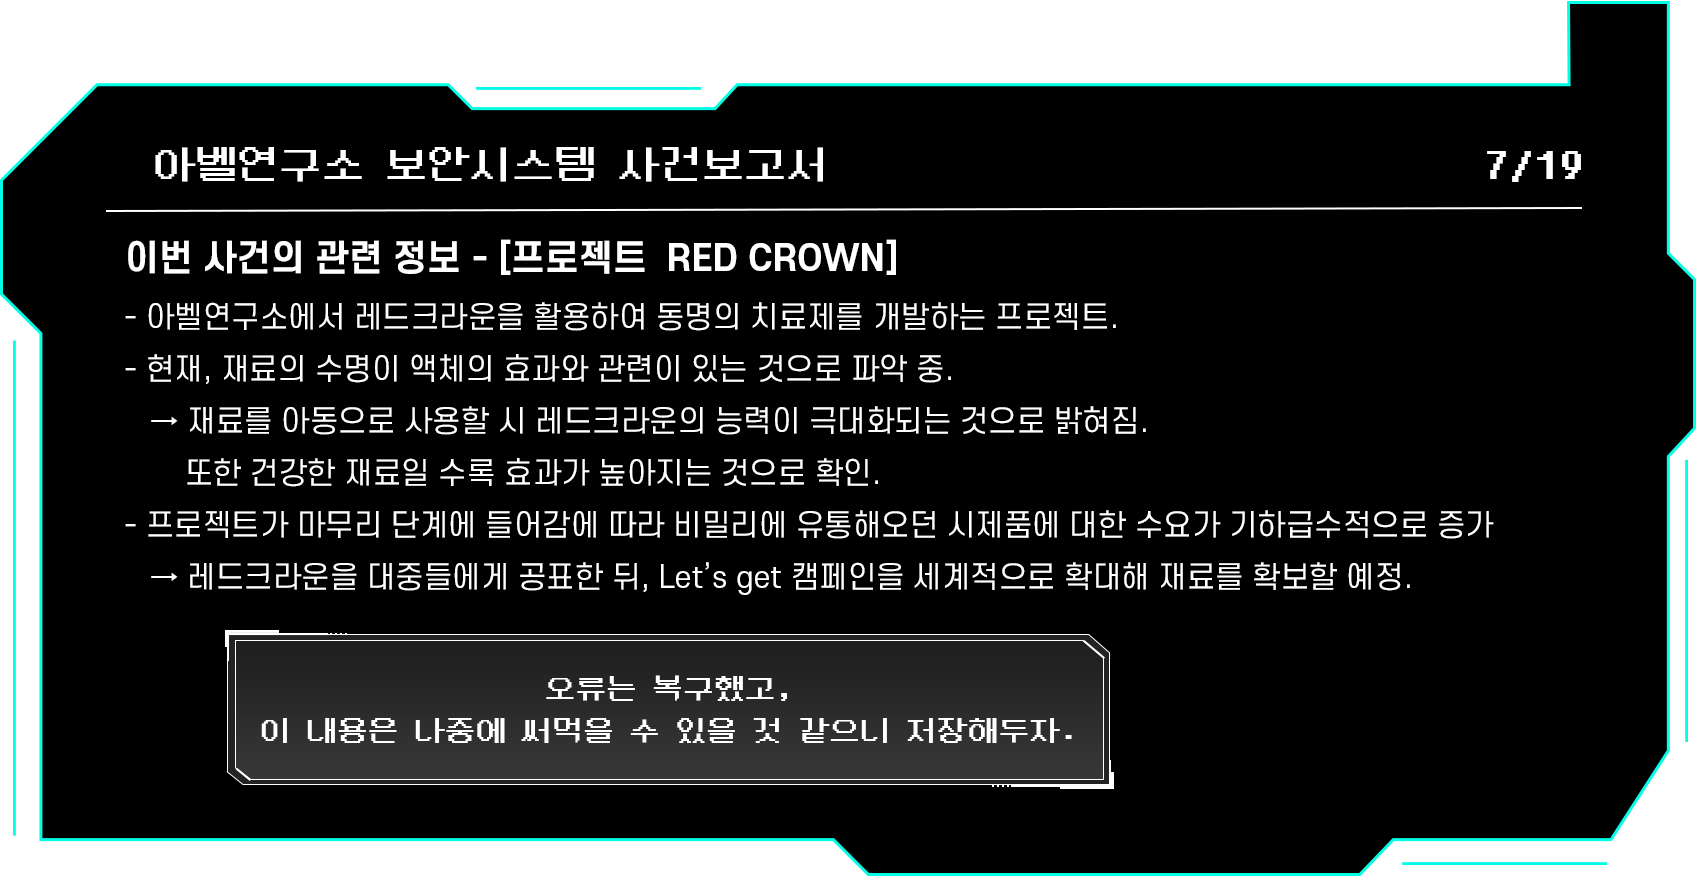 아벨연구소 보안시스템 사건보고서 7/19
이번 사건의 관련 정보 - [프로젝트 RED CROWN]
- 아벨연구소에서 레드크라운을 활용하여 동명의 치료제를 개발하는 프로젝트.
- 현재, 재료의 수명이 액체의 효과와 관련이 있는 것으로 파악 중.
→ 재료를 아동으로 사용할 시 레드크라운의 능력이 극대화되는 것으로 밝혀짐.
또한 건강한 재료일 수록 효과가 높아지는 것으로 확인.
- 프로젝트가 마무리 단계에 들어감에 따라 비밀리에 유통해오던 시제품에 대한 수요가 기하급수적으로 증가
→ 레드크라운을 대중들에게 공표한 뒤, Let’s get 캠페인을 세계적으로 확대해 재료를 확보할 예정.
오류는 복구했고,
이 내용은 나중에 써먹을 수 있을 것 같으니 저장해두자.